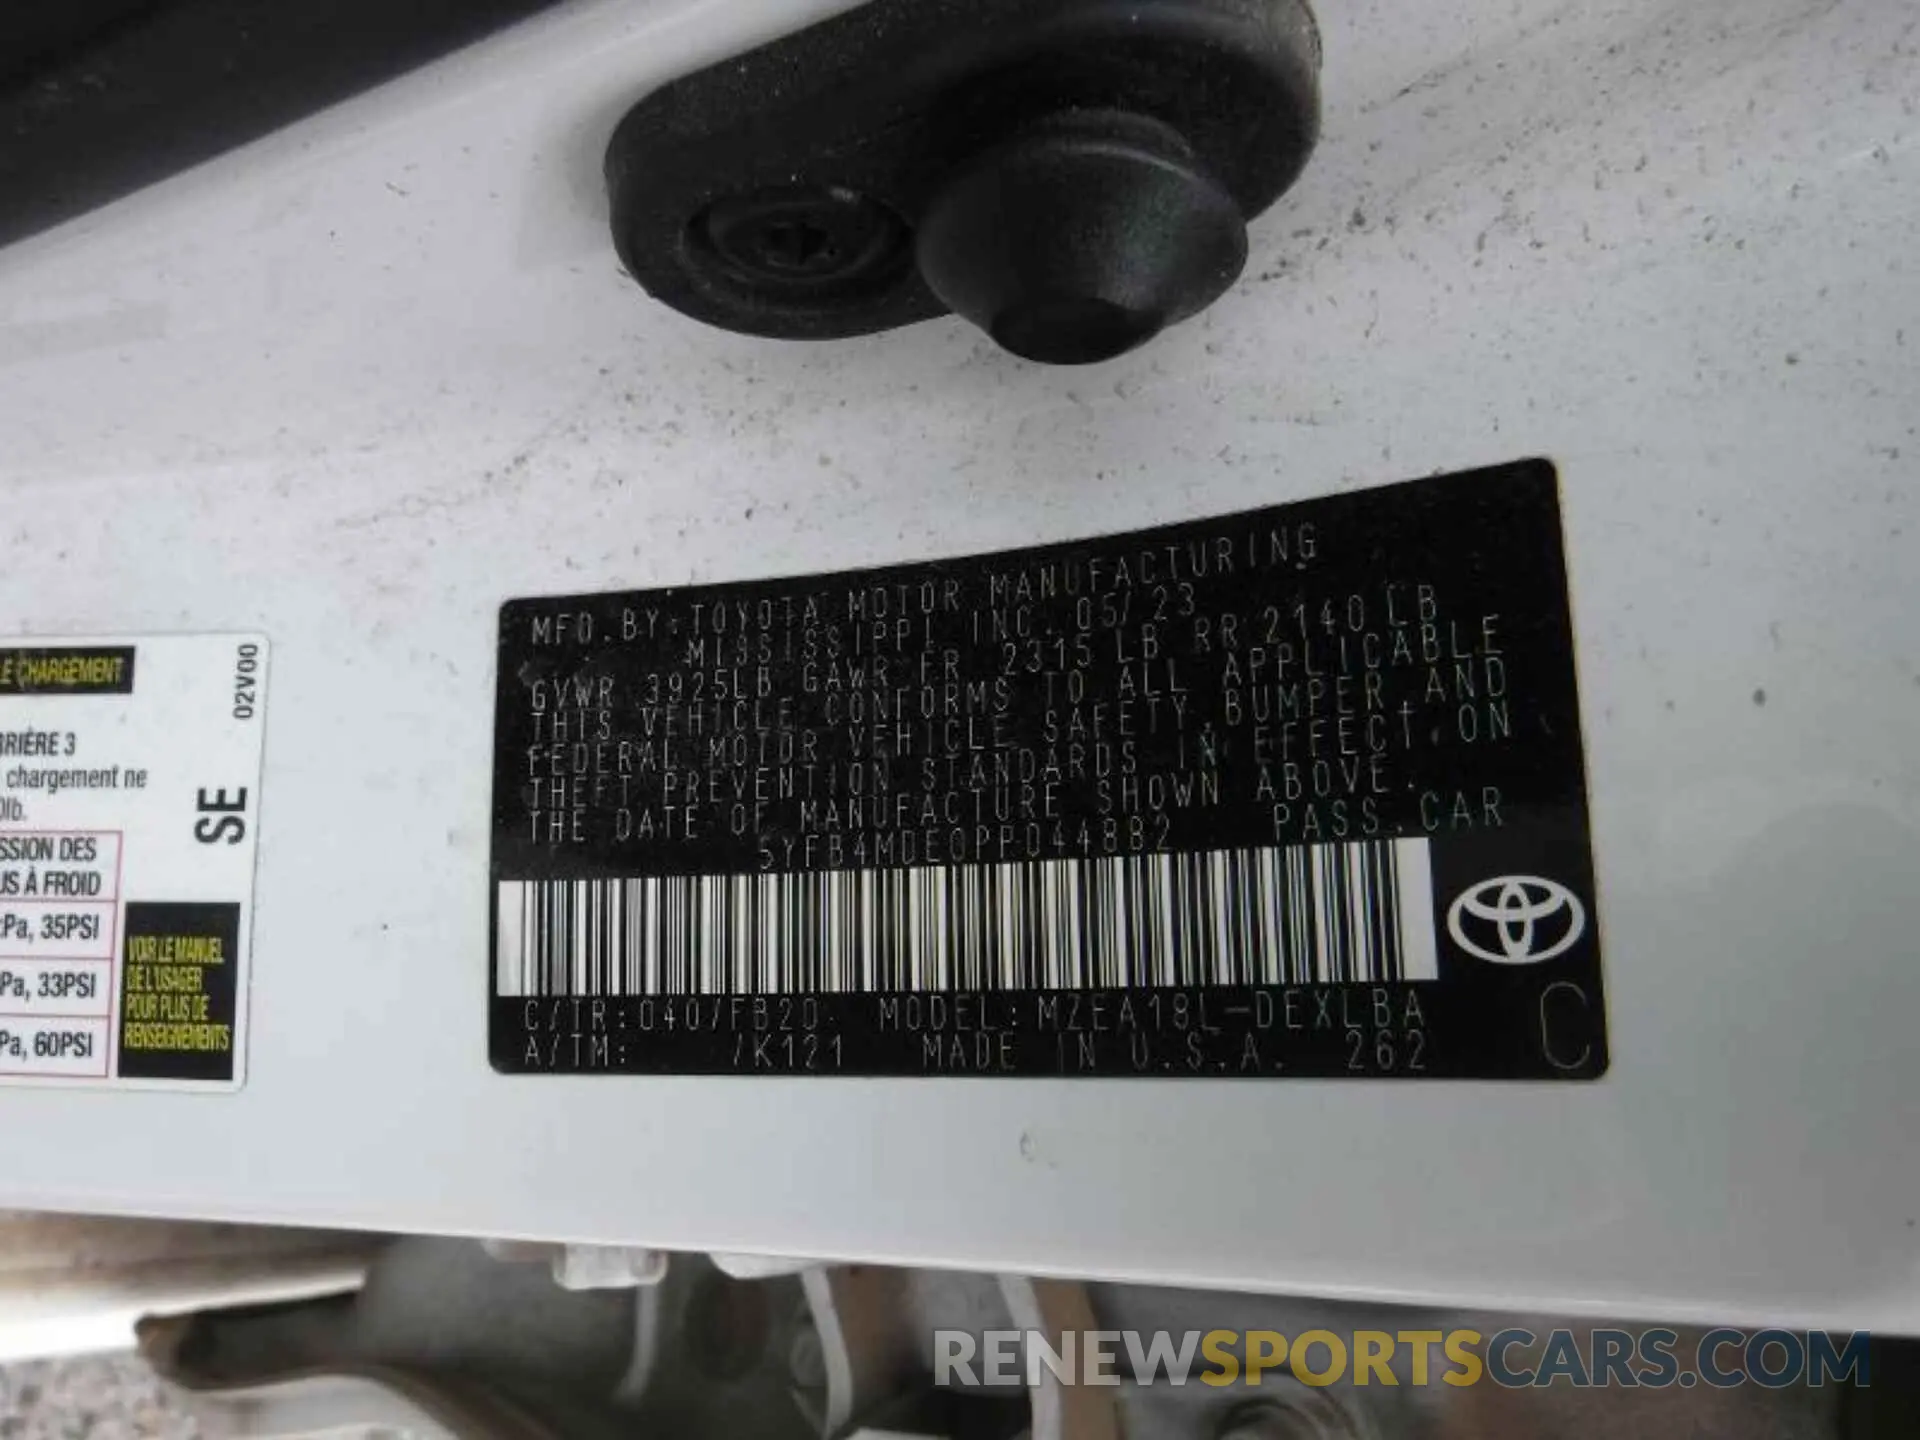 MFD. BY: TOYOTA MOTOR MANUFACTURING
MISSISSIPPI, INC. 05/23
GVWR 3925LB GAWR FR 2315 LB RR 2140 LB
THIS VEHICLE CONFORMS TO ALL APPLICABLE
FEDERAL MOTOR VEHICLE SAFETY, BUMPER, AND
THEFT PREVENTION STANDARDS IN EFFECT ON
THE DATE OF MANUFACTURE SHOWN ABOVE.
5YFB4MDE0PP044882 PASS. CAR
C/TR: 040/FB20 MODEL: MZEA18L-DEXLBA
A/TM: /K121 MADE IN U.S.A. 262
C
LE CHARGEMENT
02V00
RRIÈRE 3
chargement ne
0lb.
SE
SSION DES
US À FROID
kPa, 35PSI
Pa, 33PSI
Pa, 60PSI
VOIR LE MANUEL
DE L'USAGER
POUR PLUS DE
RENSEIGNEMENTS
RENEWSPORTSCARS.COM